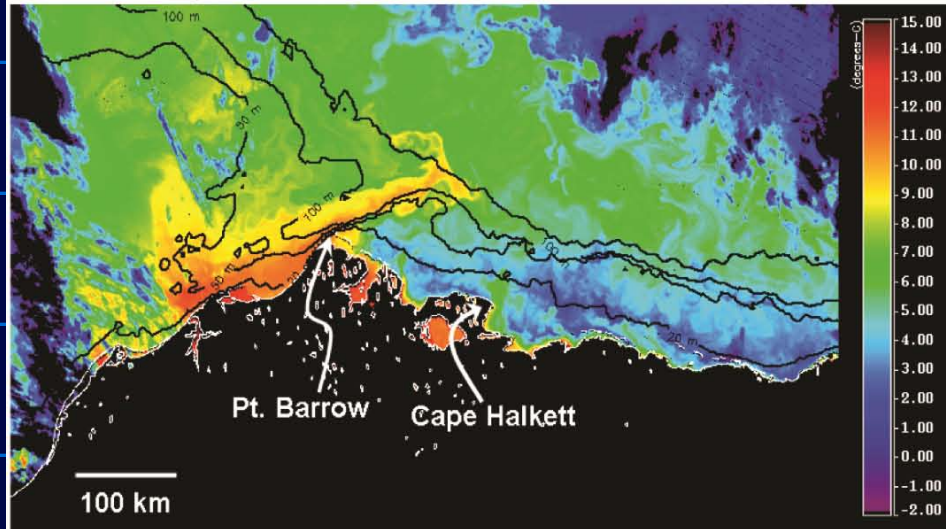 100 m
50 m
100 m
50 m
20 m
20 m
Pt. Barrow
Cape Halkett
100 km
(degrees-C)
15.00
14.00
13.00
12.00
11.00
10.00
9.00
8.00
7.00
6.00
5.00
4.00
3.00
2.00
1.00
0.00
-1.00
-2.00